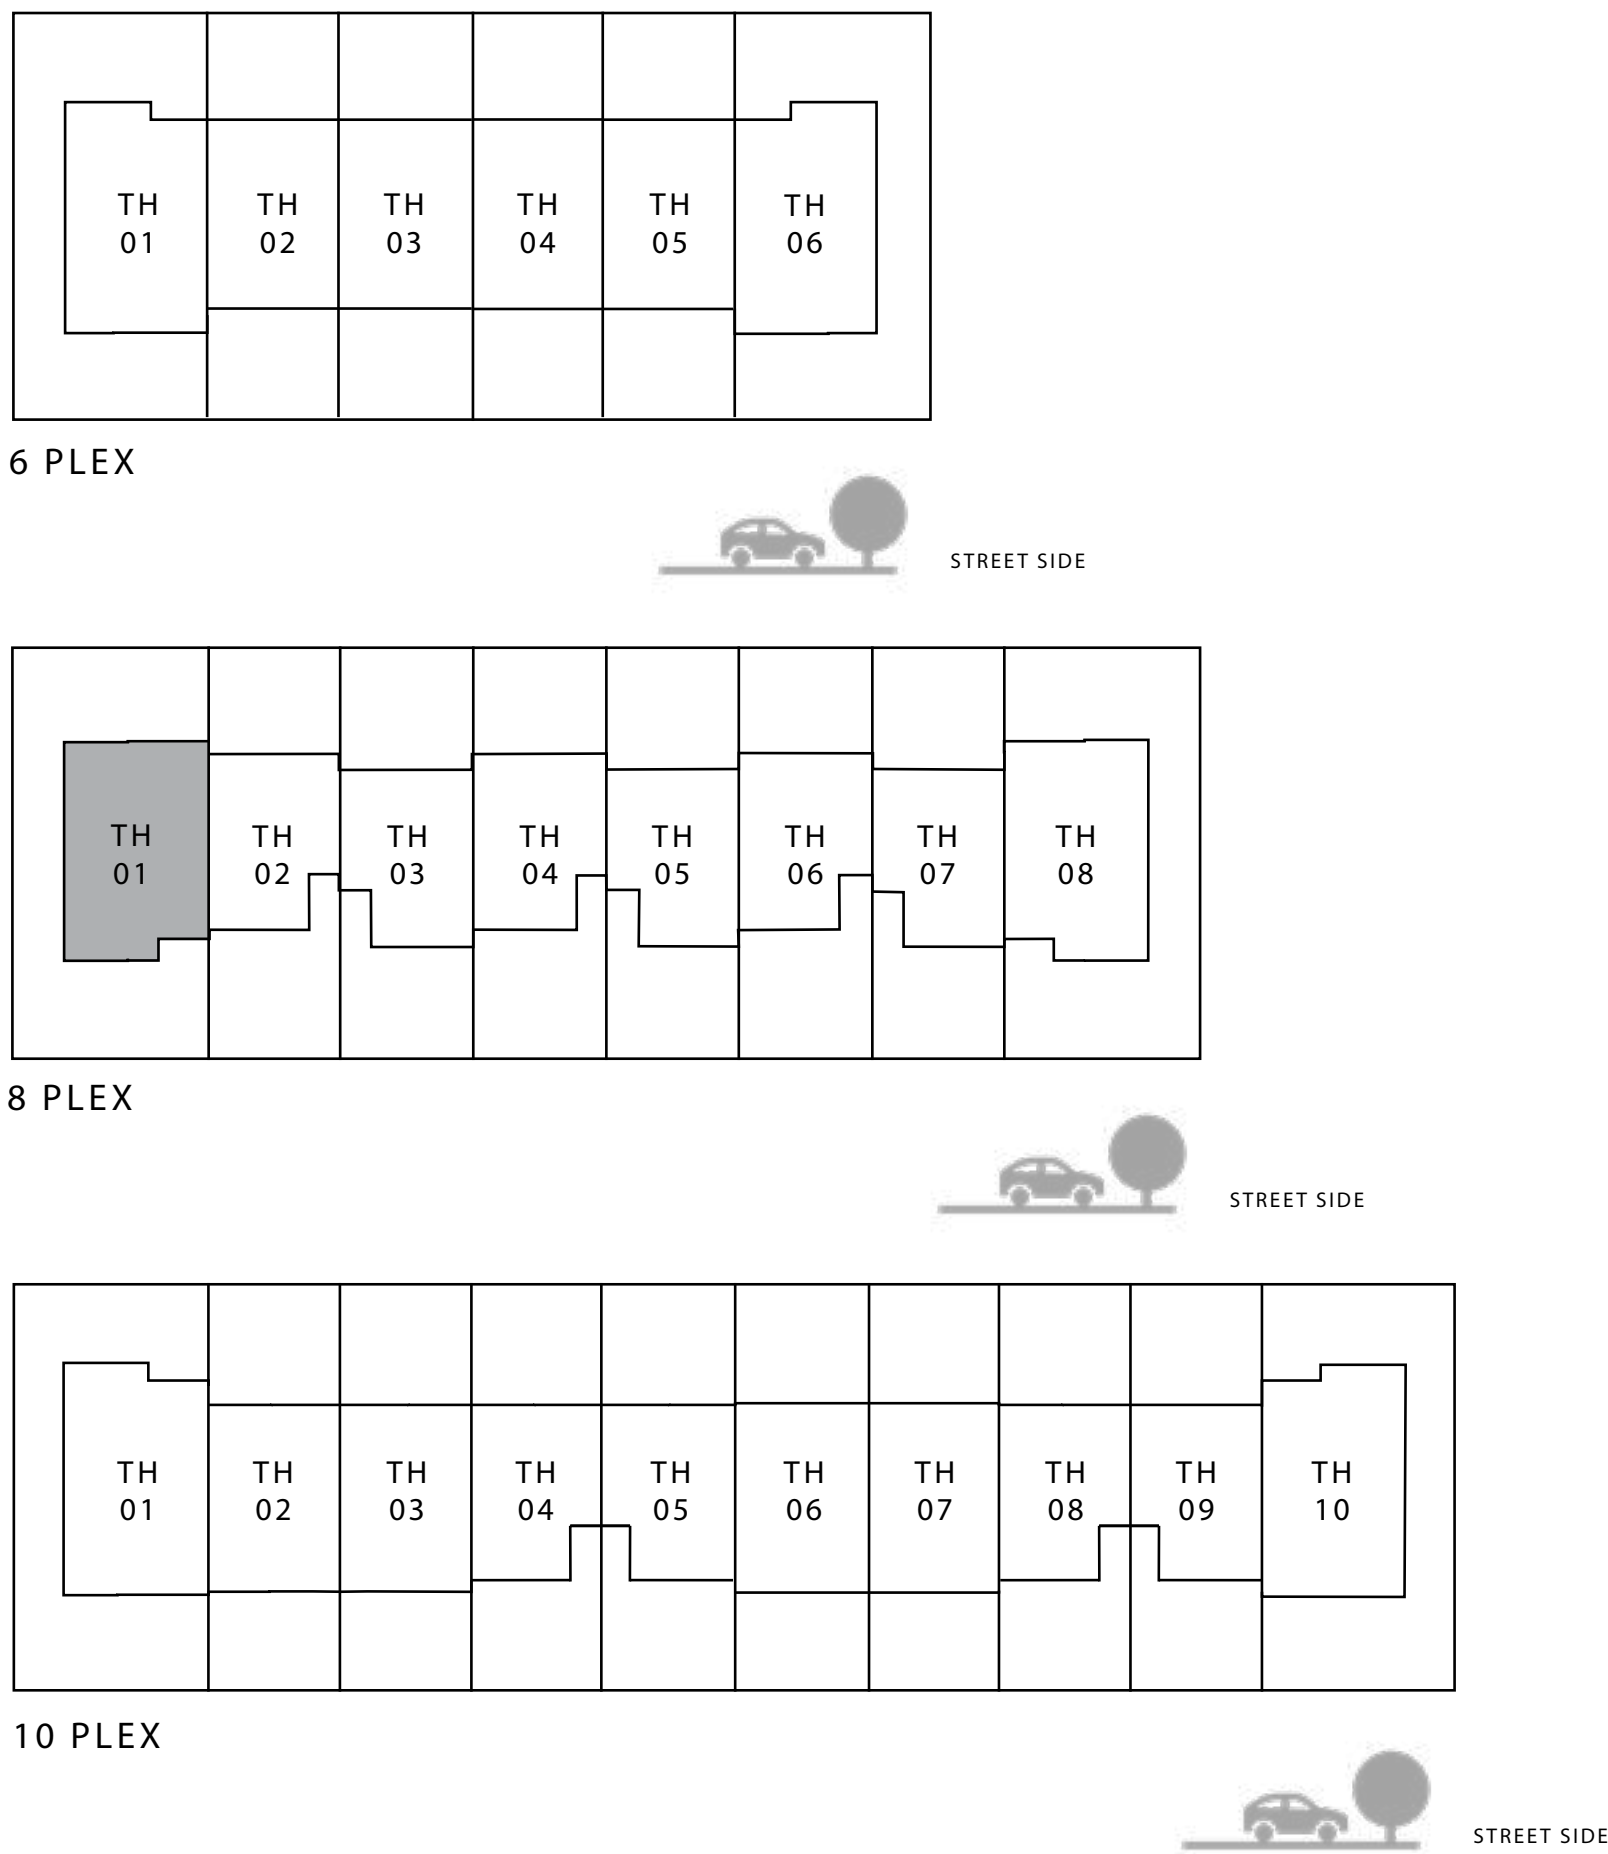 TH TH TH TH TH TH
01 02 03 04 05 06
6 PLEX
STREET SIDE
TH TH TH TH TH TH TH TH
01 02 03 04 05 06 07 08
8 PLEX
STREET SIDE
TH TH TH TH TH TH TH TH TH TH
01 02 03 04 05 06 07 08 09 10
10 PLEX
STREET SIDE